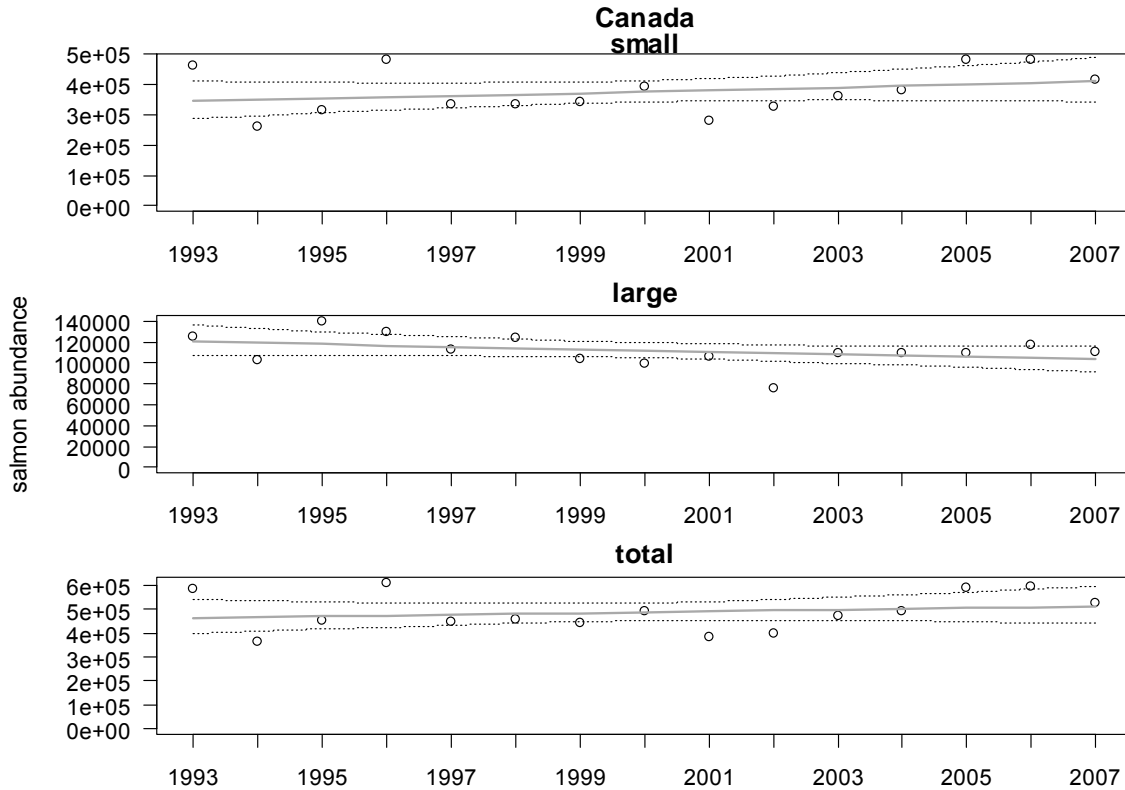 Canada
small
5e+05
4e+05
3e+05
2e+05
1e+05
0e+00
1993 1995 1997 1999 2001 2003 2005 2007
salmon abundance
large
140000
120000
100000
80000
60000
40000
20000
0
1993 1995 1997 1999 2001 2003 2005 2007
total
6e+05
5e+05
4e+05
3e+05
2e+05
1e+05
0e+00
1993 1995 1997 1999 2001 2003 2005 2007